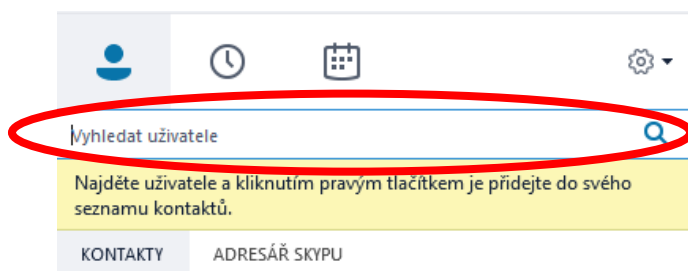 Vyhledat uživatele
Najděte uživatele a kliknutím pravým tlačítkem je přidejte do svého
seznamu kontaktů.
KONTAKTY ADRESÁŘ SKYPU